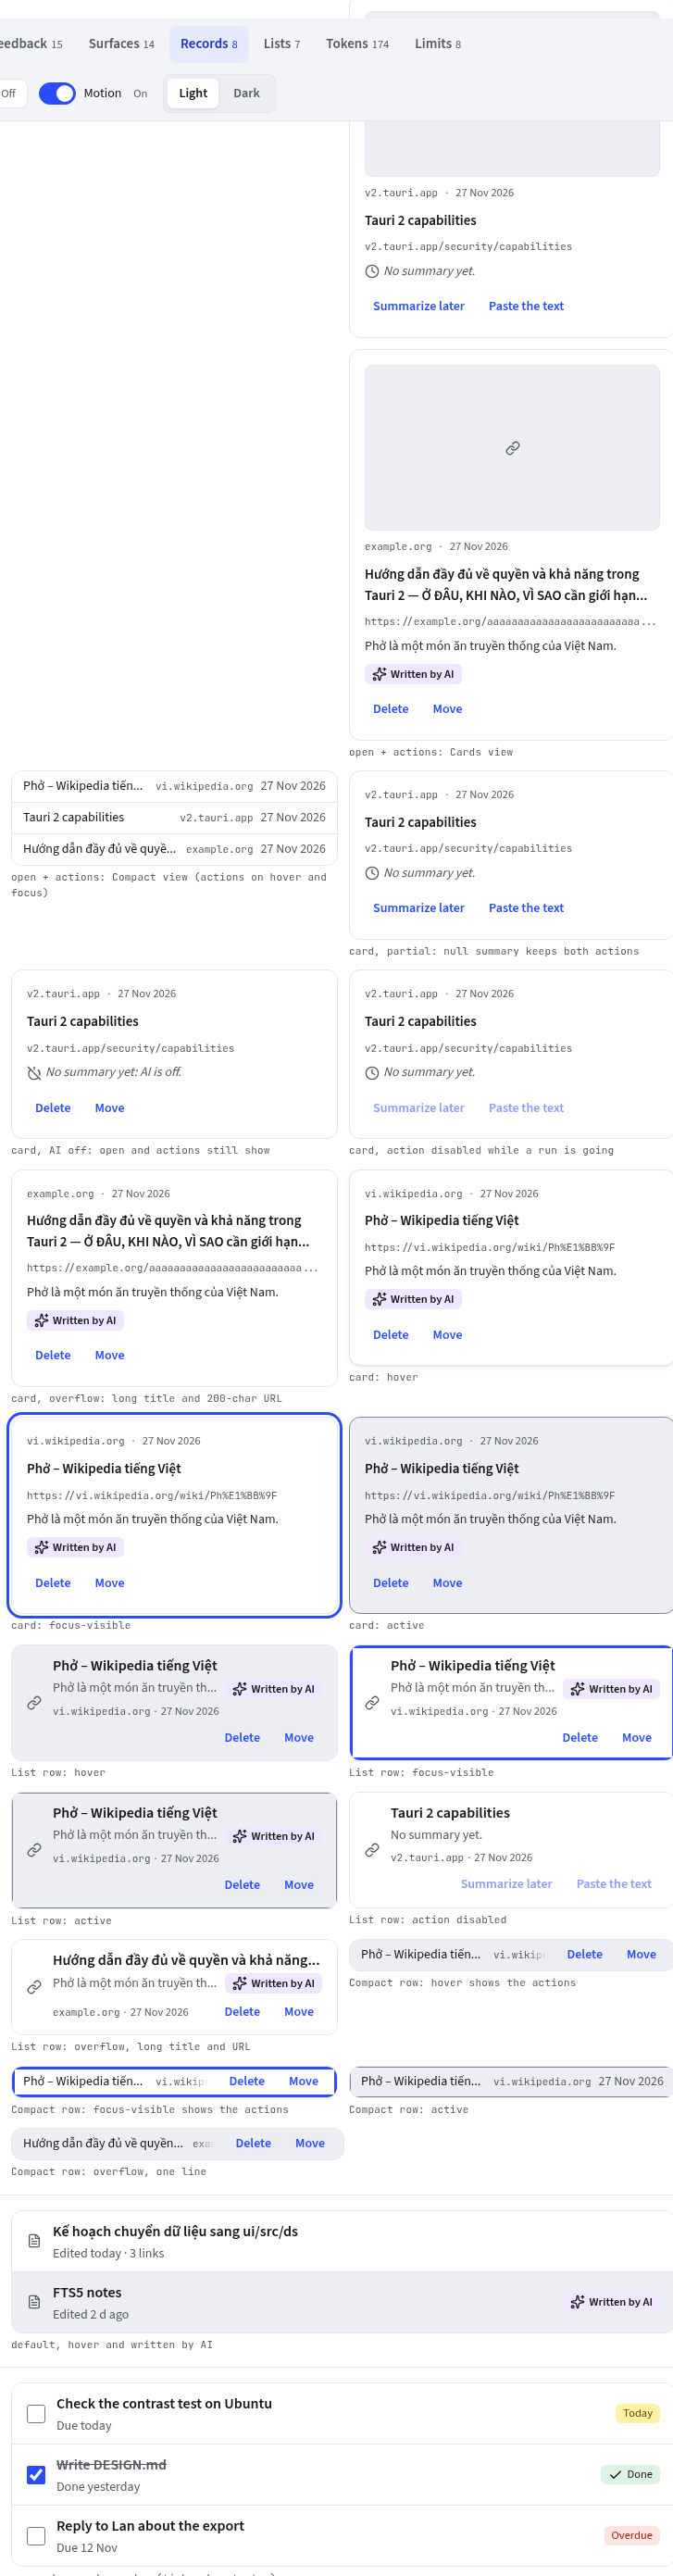 eedback 15 Surfaces 14 Records 8 Lists 7 Tokens 174 Limits 8
Off Motion On Light Dark
v2.tauri.app · 27 Nov 2026
Tauri 2 capabilities
v2.tauri.app/security/capabilities
No summary yet.
Summarize later Paste the text
example.org · 27 Nov 2026
Hướng dẫn đầy đủ về quyền và khả năng trong
Tauri 2 — Ở ĐÂU, KHI NÀO, VÌ SAO cần giới hạn...
https://example.org/aaaaaaaaaaaaaaaaaaaaaaaaa...
Phở là một món ăn truyền thống của Việt Nam.
Written by AI
Delete Move
open + actions: Cards view
Phở – Wikipedia tiến... vi.wikipedia.org 27 Nov 2026
Tauri 2 capabilities v2.tauri.app 27 Nov 2026
Hướng dẫn đầy đủ về quyề... example.org 27 Nov 2026
open + actions: Compact view (actions on hover and
focus)
v2.tauri.app · 27 Nov 2026
Tauri 2 capabilities
v2.tauri.app/security/capabilities
No summary yet.
Summarize later Paste the text
card, partial: null summary keeps both actions
v2.tauri.app · 27 Nov 2026
Tauri 2 capabilities
v2.tauri.app/security/capabilities
No summary yet: AI is off.
Delete Move
card, AI off: open and actions still show
v2.tauri.app · 27 Nov 2026
Tauri 2 capabilities
v2.tauri.app/security/capabilities
No summary yet.
Summarize later Paste the text
card, action disabled while a run is going
example.org · 27 Nov 2026
Hướng dẫn đầy đủ về quyền và khả năng trong
Tauri 2 — Ở ĐÂU, KHI NÀO, VÌ SAO cần giới hạn...
https://example.org/aaaaaaaaaaaaaaaaaaaaaaaaa...
Phở là một món ăn truyền thống của Việt Nam.
Written by AI
Delete Move
card, overflow: long title and 200-char URL
vi.wikipedia.org · 27 Nov 2026
Phở – Wikipedia tiếng Việt
https://vi.wikipedia.org/wiki/Ph%E1%BB%9F
Phở là một món ăn truyền thống của Việt Nam.
Written by AI
Delete Move
card: hover
vi.wikipedia.org · 27 Nov 2026
Phở – Wikipedia tiếng Việt
https://vi.wikipedia.org/wiki/Ph%E1%BB%9F
Phở là một món ăn truyền thống của Việt Nam.
Written by AI
Delete Move
card: focus-visible
vi.wikipedia.org · 27 Nov 2026
Phở – Wikipedia tiếng Việt
https://vi.wikipedia.org/wiki/Ph%E1%BB%9F
Phở là một món ăn truyền thống của Việt Nam.
Written by AI
Delete Move
card: active
Phở – Wikipedia tiếng Việt
Phở là một món ăn truyền th... Written by AI
vi.wikipedia.org · 27 Nov 2026
Delete Move
List row: hover
Phở – Wikipedia tiếng Việt
Phở là một món ăn truyền th... Written by AI
vi.wikipedia.org · 27 Nov 2026
Delete Move
List row: focus-visible
Phở – Wikipedia tiếng Việt
Phở là một món ăn truyền th... Written by AI
vi.wikipedia.org · 27 Nov 2026
Delete Move
List row: active
Tauri 2 capabilities
No summary yet.
v2.tauri.app · 27 Nov 2026
Summarize later Paste the text
List row: action disabled
Hướng dẫn đầy đủ về quyền và khả năng...
Phở là một món ăn truyền th... Written by AI
example.org · 27 Nov 2026 Delete Move
List row: overflow, long title and URL
Phở – Wikipedia tiến... vi.wikip Delete Move
Compact row: hover shows the actions
Phở – Wikipedia tiến... vi.wikip Delete Move
Compact row: focus-visible shows the actions
Phở – Wikipedia tiến... vi.wikipedia.org 27 Nov 2026
Compact row: active
Hướng dẫn đầy đủ về quyền... exa Delete Move
Compact row: overflow, one line
Kế hoạch chuyển dữ liệu sang ui/src/ds
Edited today · 3 links
FTS5 notes
Edited 2 d ago
Written by AI
default, hover and written by AI
Check the contrast test on Ubuntu
Due today
Today
Write DESIGN.md
Done yesterday
Done
Reply to Lan about the export
Due 12 Nov
Overdue